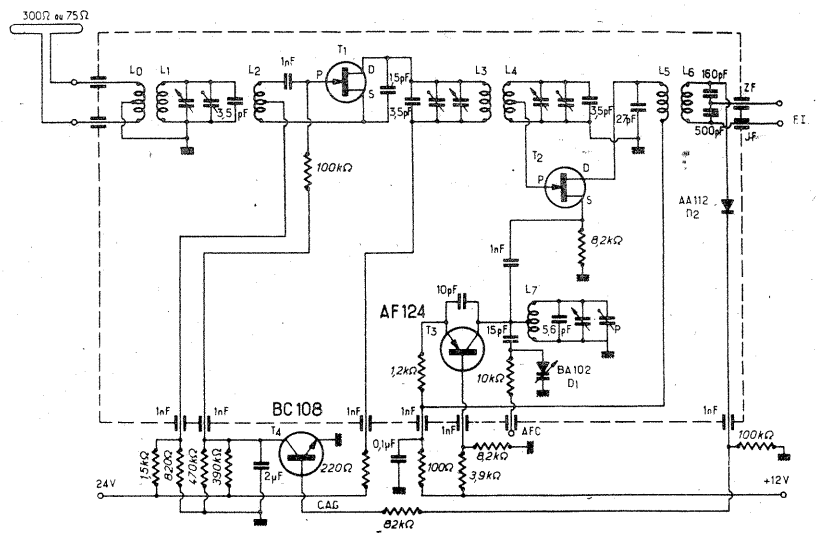 300Ω ou 75Ω
L0
L1
3,5 pF
L2
1nF
T1
P
D
S
1,5pF
3,5pF
L3
L4
3,5pF
27pF
L5
L6
160pF
500pF
ZF
JF
F.I.
100kΩ
T2
P
D
S
8,2kΩ
AA112
D2
1nF
10pF
AF124
T3
15pF
L7
5,6 pF
P
1,2kΩ
10kΩ
BA102
D1
1nF
1nF
BC108
T4
1nF
1nF
1nF
AFC
1nF
100kΩ
1,5kΩ
820Ω
470kΩ
390kΩ
2µF
220Ω
0,1µF
100Ω
8,2kΩ
3,9kΩ
24V
+12V
C.A.G.
82kΩ